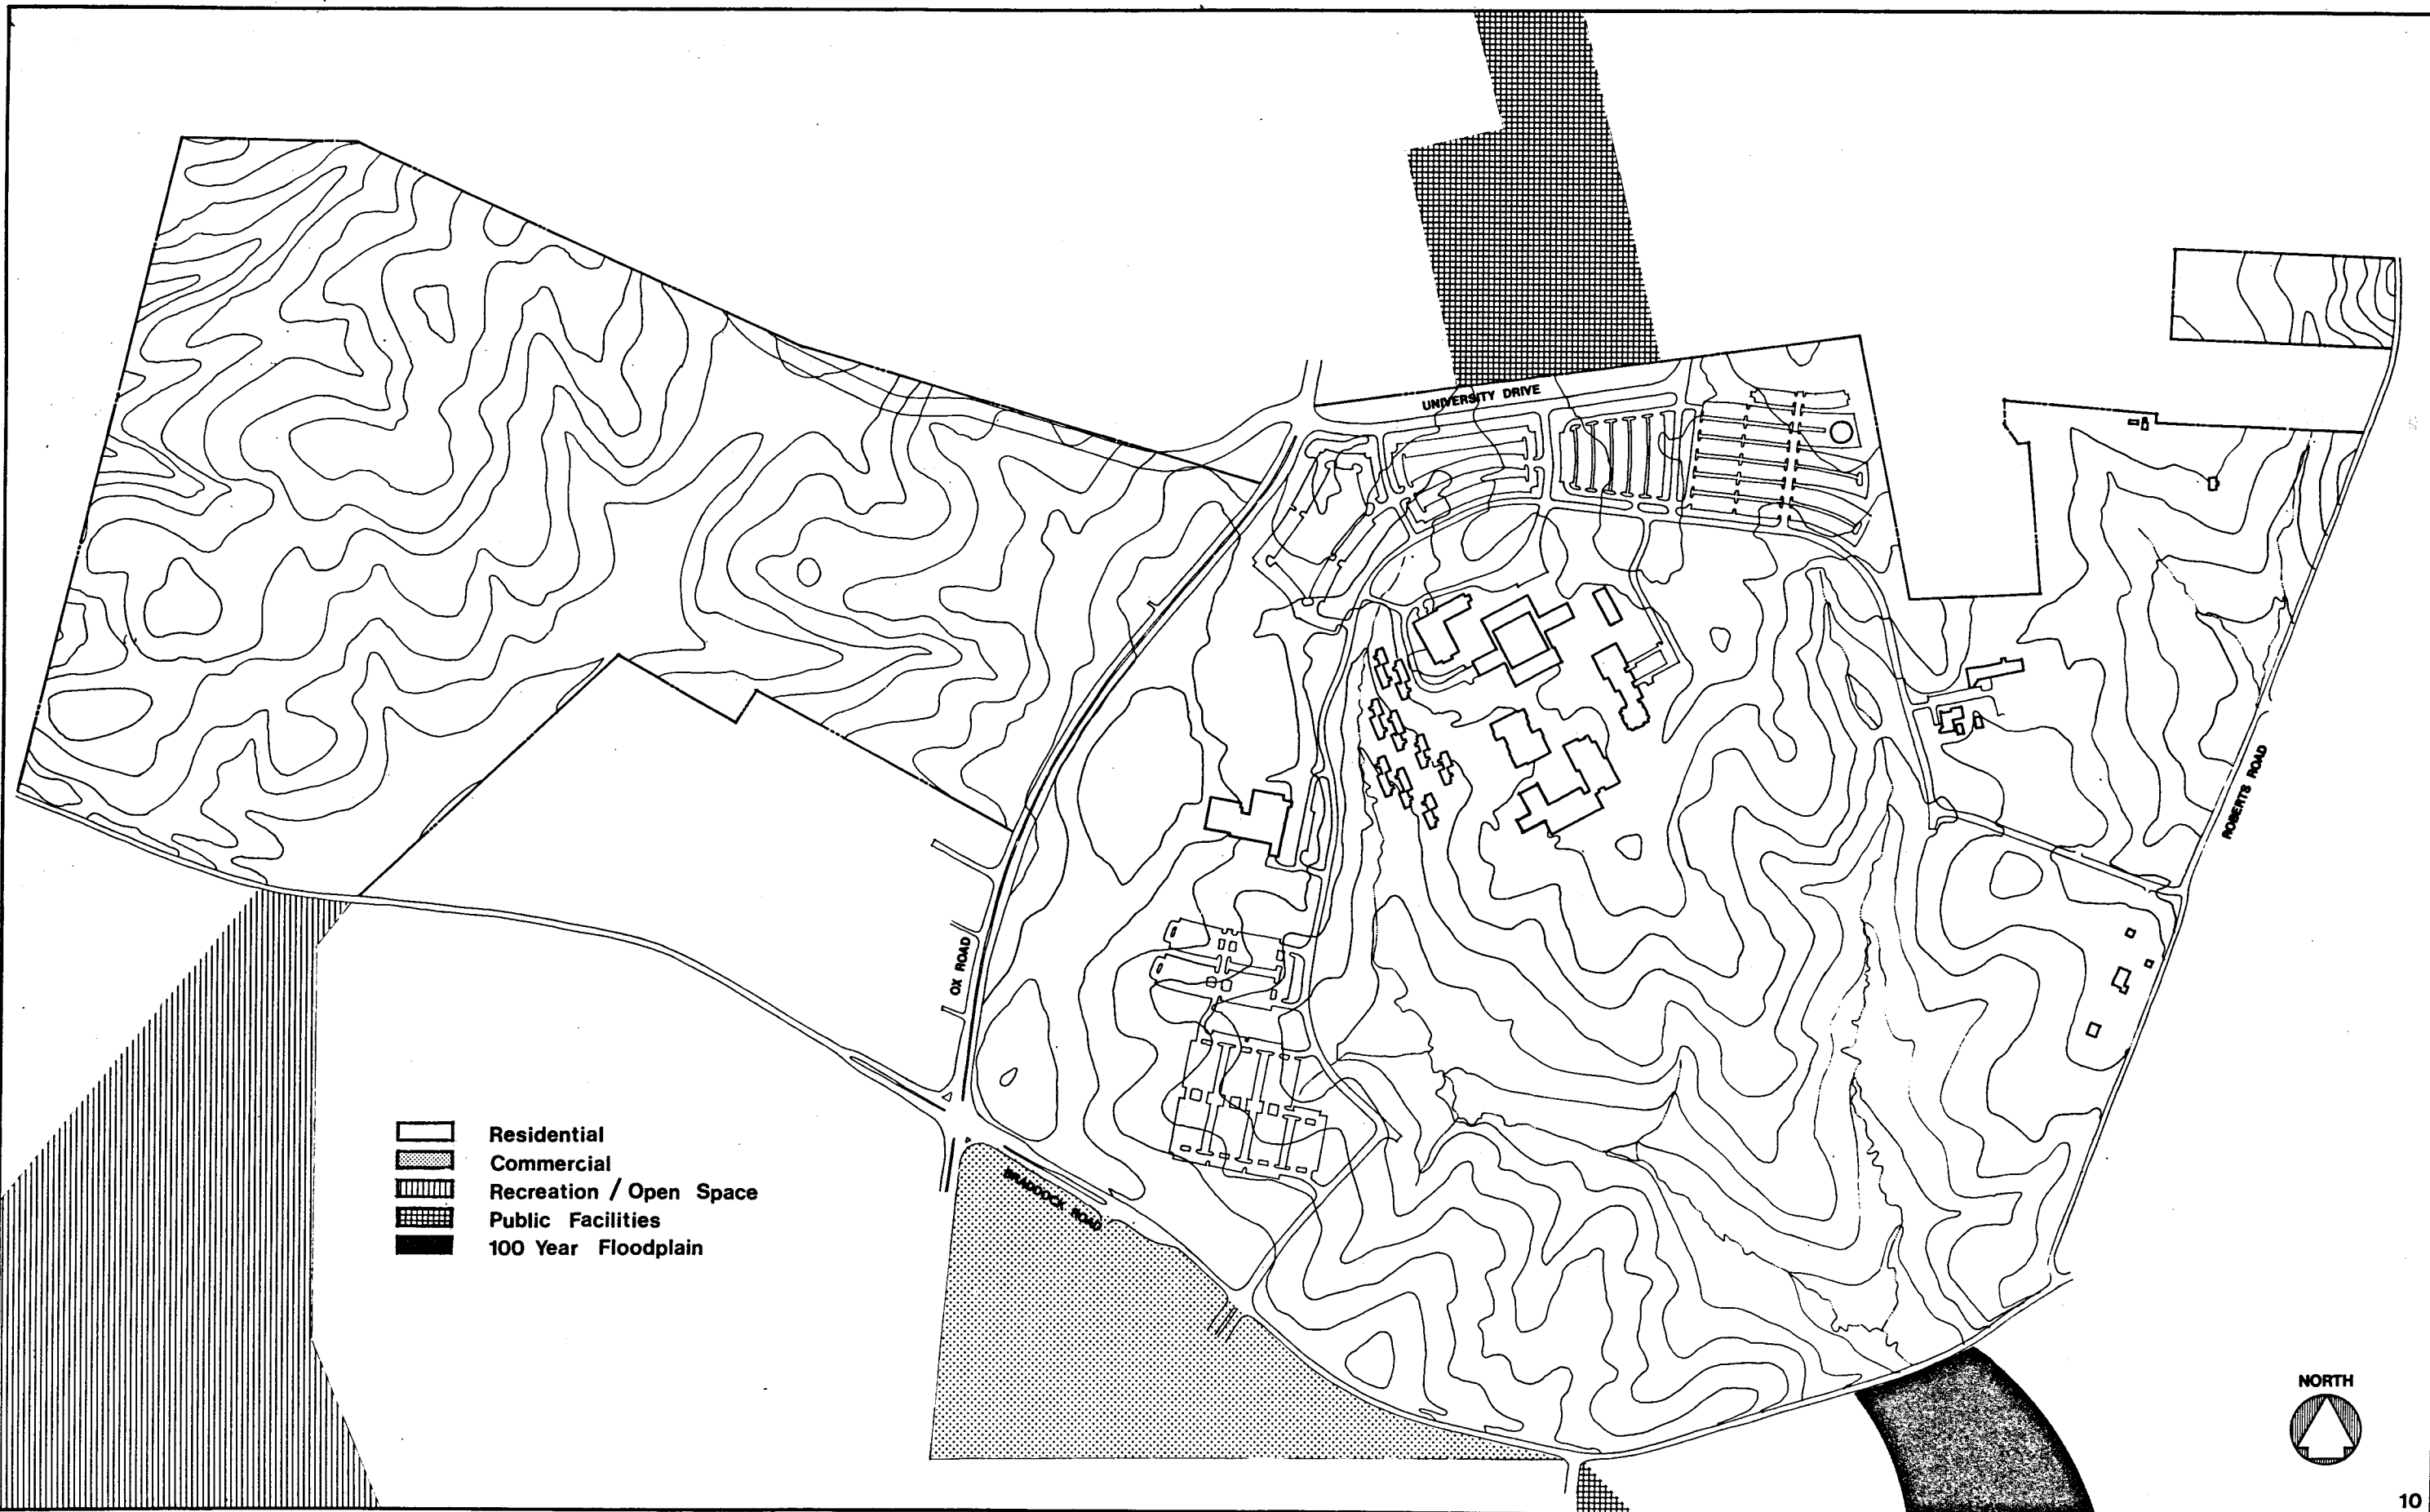 UNIVERSITY DRIVE
ROBERTS ROAD
OX ROAD
BRADDOCK ROAD
Residential
Commercial
Recreation / Open Space
Public Facilities
100 Year Floodplain
NORTH
10